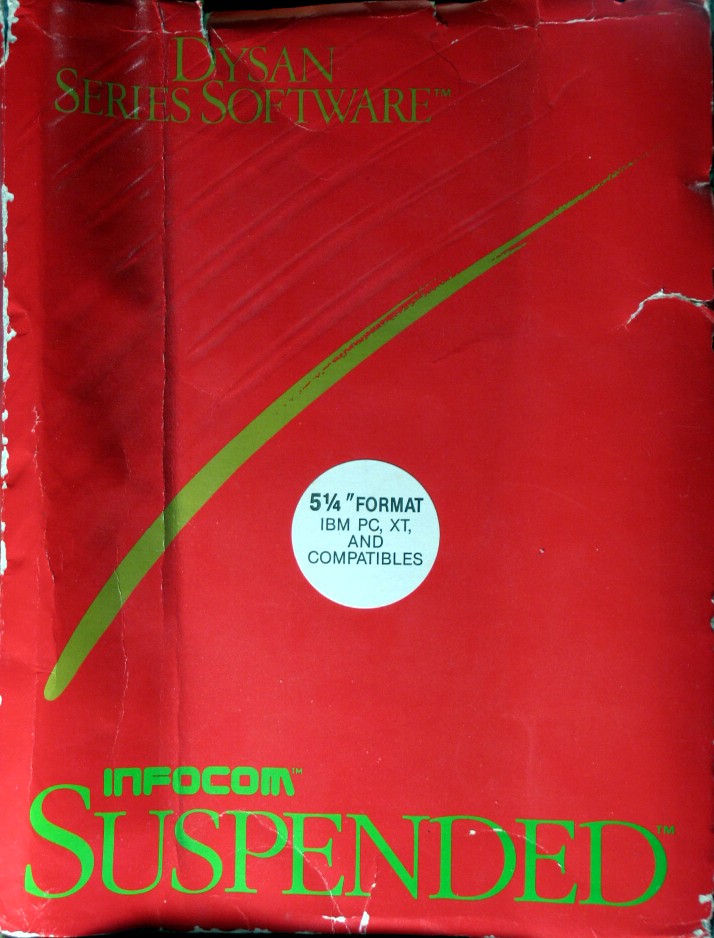 DYSAN
SERIES SOFTWARE™
5¼" FORMAT
IBM PC, XT,
AND
COMPATIBLES
INFOCOM™
SUSPENDED™